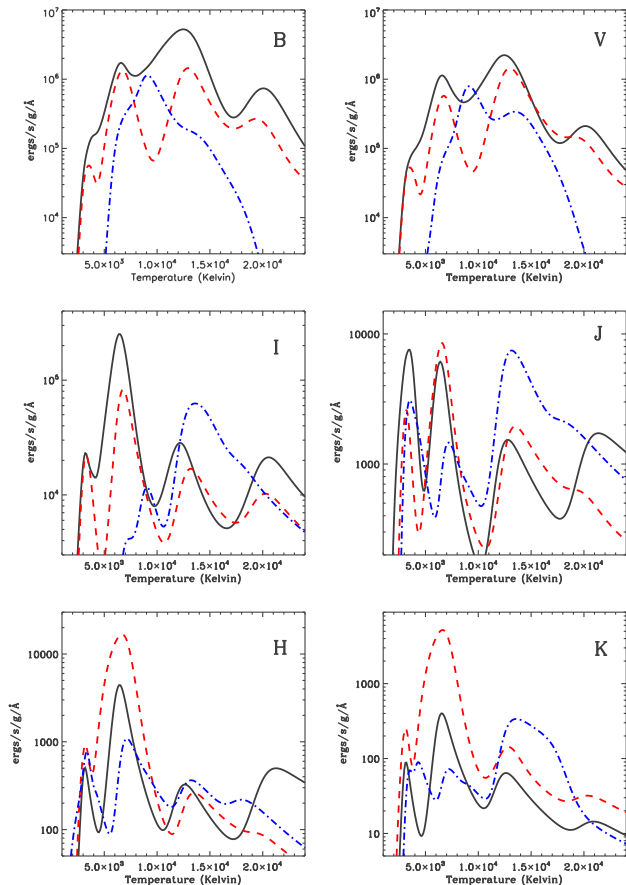 10⁷
10⁶
10⁵
10⁴
ergs/s/g/Å
B
5.0×10³ 1.0×10⁴ 1.5×10⁴ 2.0×10⁴
Temperature (Kelvin)
10⁷
10⁶
10⁵
10⁴
ergs/s/g/Å
V
5.0×10³ 1.0×10⁴ 1.5×10⁴ 2.0×10⁴
Temperature (Kelvin)
10⁵
10⁴
ergs/s/g/Å
I
5.0×10³ 1.0×10⁴ 1.5×10⁴ 2.0×10⁴
Temperature (Kelvin)
10000
1000
ergs/s/g/Å
J
5.0×10³ 1.0×10⁴ 1.5×10⁴ 2.0×10⁴
Temperature (Kelvin)
10000
1000
100
ergs/s/g/Å
H
5.0×10³ 1.0×10⁴ 1.5×10⁴ 2.0×10⁴
Temperature (Kelvin)
1000
100
10
ergs/s/g/Å
K
5.0×10³ 1.0×10⁴ 1.5×10⁴ 2.0×10⁴
Temperature (Kelvin)